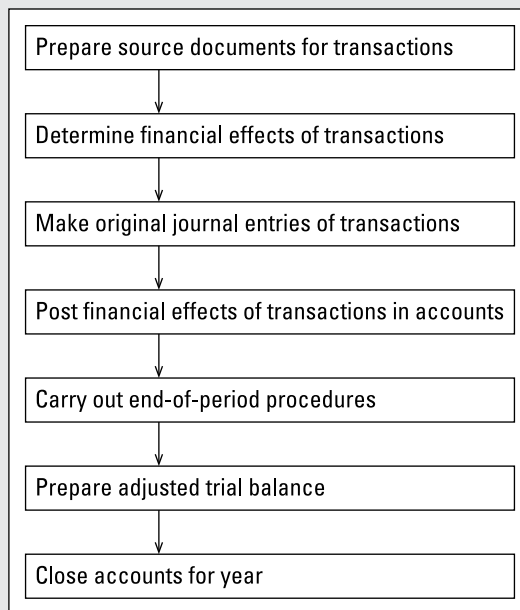 Prepare source documents for transactions
Determine financial effects of transactions
Make original journal entries of transactions
Post financial effects of transactions in accounts
Carry out end-of-period procedures
Prepare adjusted trial balance
Close accounts for year